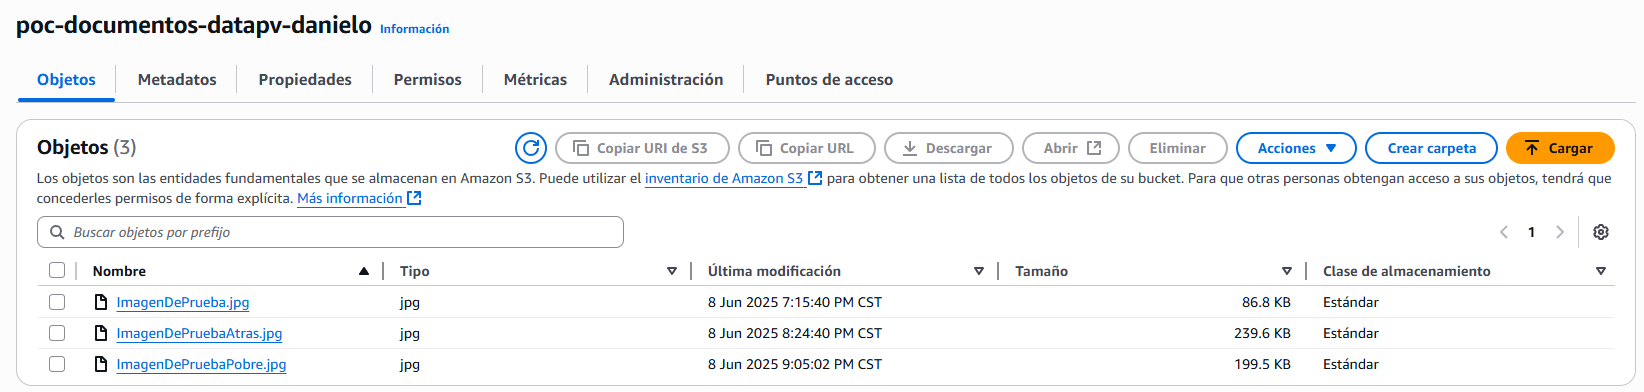 poc-documentos-datapv-danielo Información
Objetos Metadatos Propiedades Permisos Métricas Administración Puntos de acceso
Objetos (3) Copiar URI de S3 Copiar URL Descargar Abrir Eliminar Acciones Crear carpeta Cargar
Los objetos son las entidades fundamentales que se almacenan en Amazon S3. Puede utilizar el inventario de Amazon S3 para obtener una lista de todos los objetos de su bucket. Para que otras personas obtengan acceso a sus objetos, tendrá que
concederles permisos de forma explícita. Más información
Buscar objetos por prefijo 1
Nombre Tipo Última modificación Tamaño Clase de almacenamiento
ImagenDePrueba.jpg jpg 8 Jun 2025 7:15:40 PM CST 86.8 KB Estándar
ImagenDePruebaAtras.jpg jpg 8 Jun 2025 8:24:40 PM CST 239.6 KB Estándar
ImagenDePruebaPobre.jpg jpg 8 Jun 2025 9:05:02 PM CST 199.5 KB Estándar